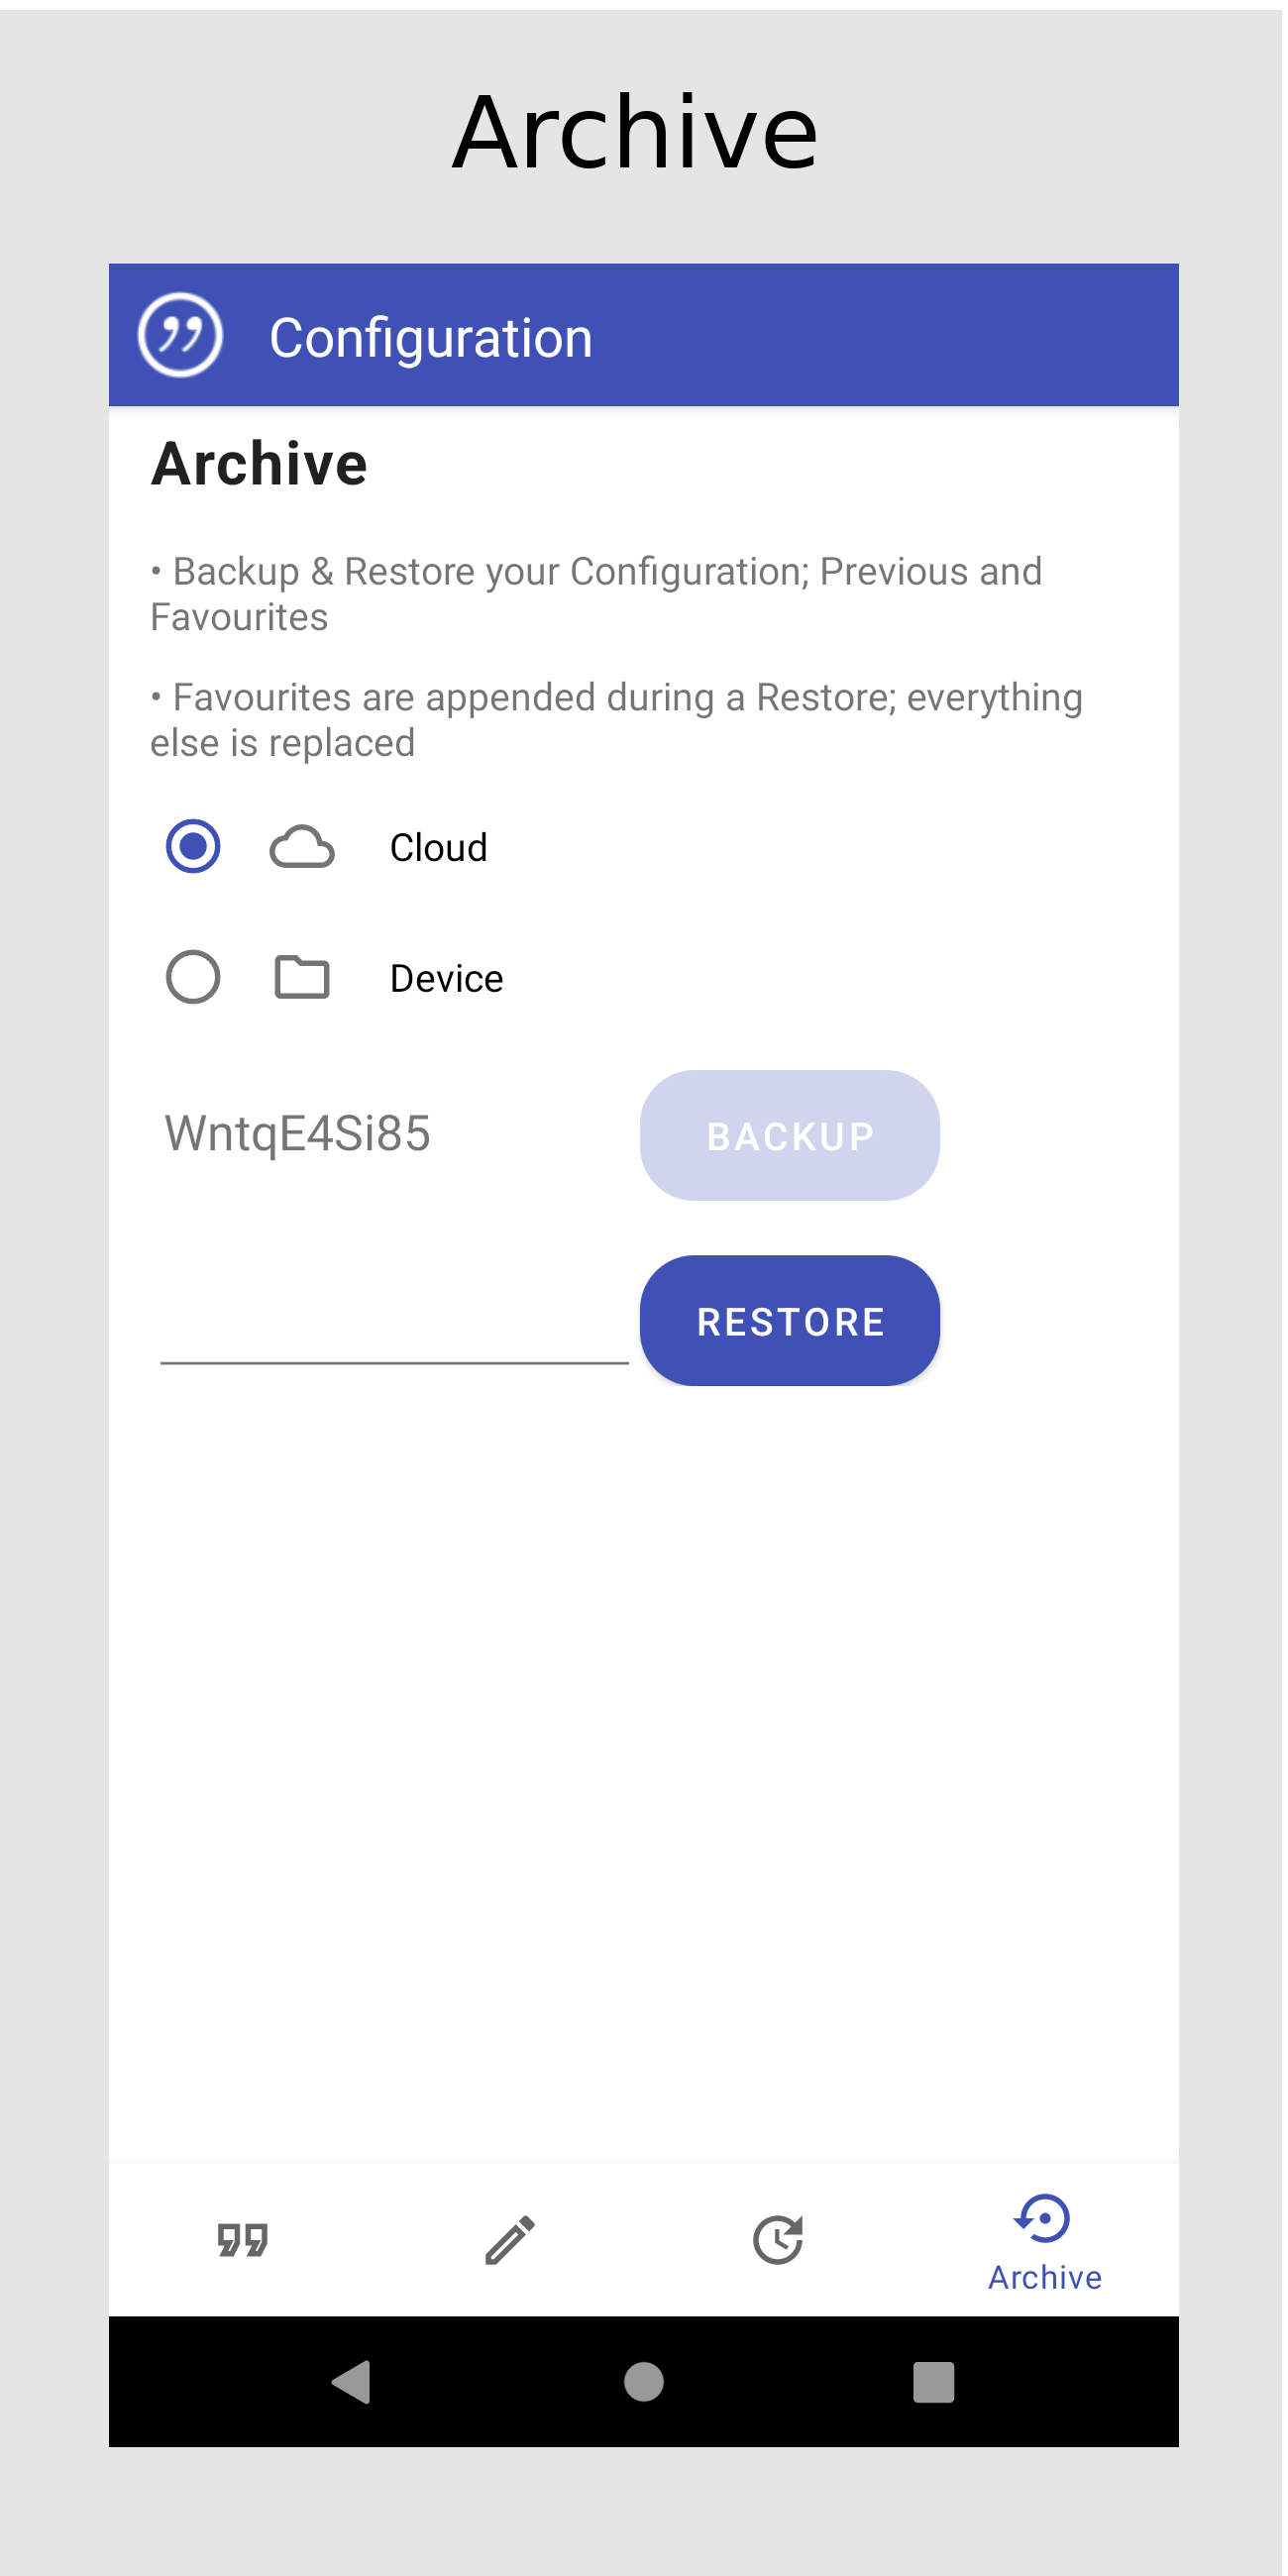 Archive
Configuration
Archive
• Backup & Restore your Configuration; Previous and
Favourites
• Favourites are appended during a Restore; everything
else is replaced
Cloud
Device
WntqE4Si85
BACKUP
RESTORE
Archive